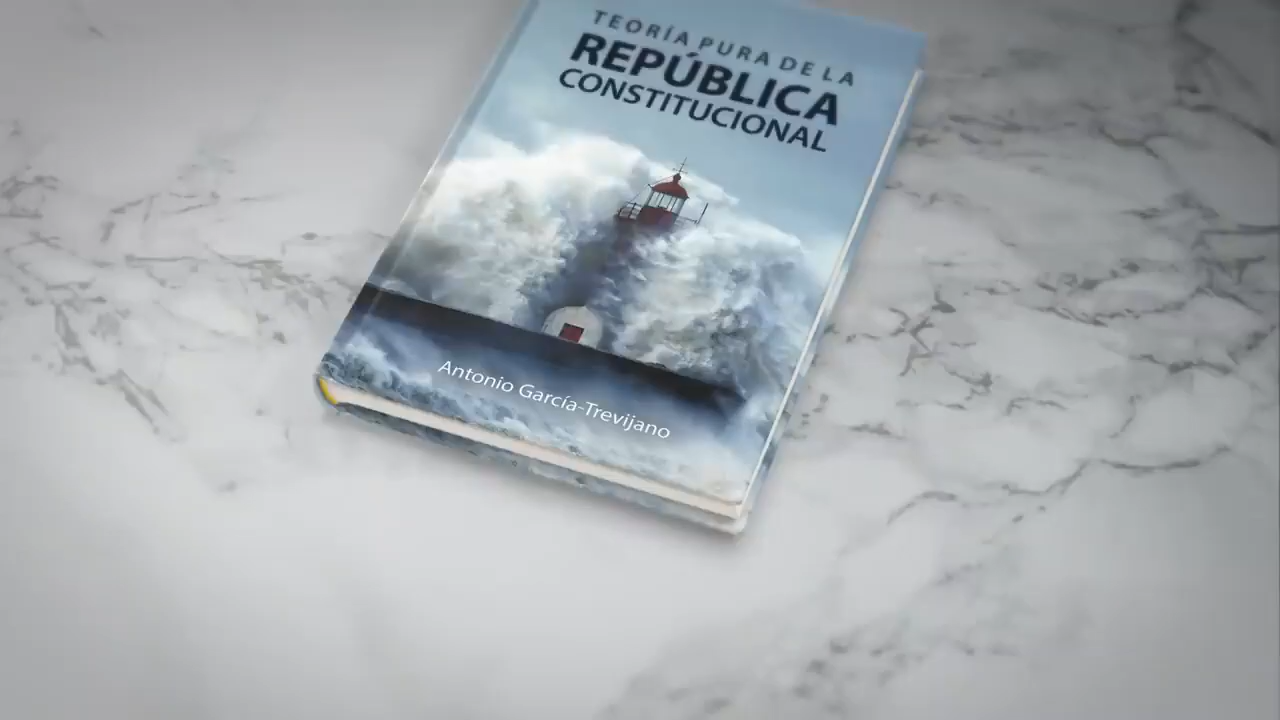 TEORÍA PURA DE LA
REPÚBLICA
CONSTITUCIONAL
Antonio García-Trevijano